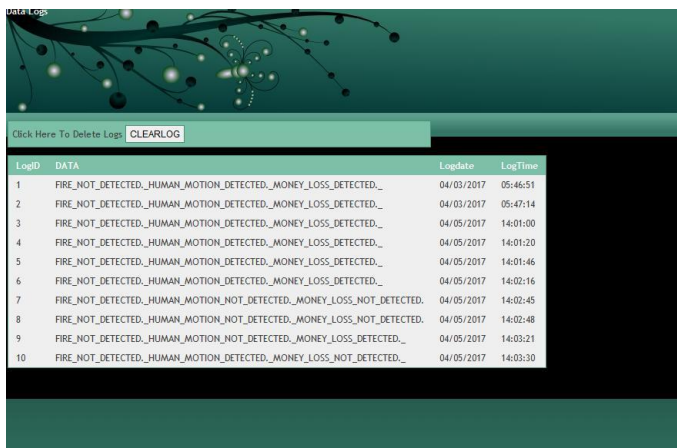 Data Logs
Click Here To Delete Logs CLEARLOG
LogID DATA Logdate LogTime
1 FIRE_NOT_DETECTED._HUMAN_MOTION_DETECTED._MONEY_LOSS_DETECTED._ 04/03/2017 05:46:51
2 FIRE_NOT_DETECTED._HUMAN_MOTION_DETECTED._MONEY_LOSS_DETECTED._ 04/03/2017 05:47:14
3 FIRE_NOT_DETECTED._HUMAN_MOTION_DETECTED._MONEY_LOSS_DETECTED._ 04/05/2017 14:01:00
4 FIRE_NOT_DETECTED._HUMAN_MOTION_DETECTED._MONEY_LOSS_DETECTED._ 04/05/2017 14:01:20
5 FIRE_NOT_DETECTED._HUMAN_MOTION_DETECTED._MONEY_LOSS_DETECTED._ 04/05/2017 14:01:46
6 FIRE_NOT_DETECTED._HUMAN_MOTION_DETECTED._MONEY_LOSS_DETECTED._ 04/05/2017 14:02:16
7 FIRE_NOT_DETECTED._HUMAN_MOTION_NOT_DETECTED._MONEY_LOSS_NOT_DETECTED. 04/05/2017 14:02:45
8 FIRE_NOT_DETECTED._HUMAN_MOTION_NOT_DETECTED._MONEY_LOSS_NOT_DETECTED. 04/05/2017 14:02:48
9 FIRE_NOT_DETECTED._HUMAN_MOTION_NOT_DETECTED._MONEY_LOSS_DETECTED._ 04/05/2017 14:03:21
10 FIRE_NOT_DETECTED._HUMAN_MOTION_DETECTED._MONEY_LOSS_NOT_DETECTED._ 04/05/2017 14:03:30